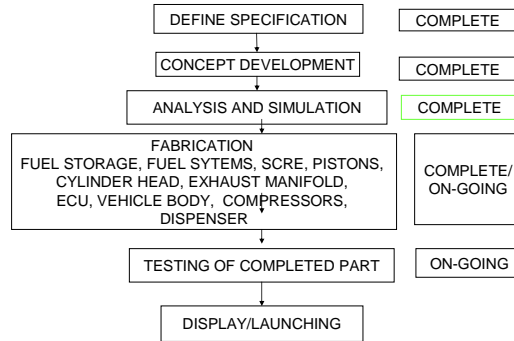 DEFINE SPECIFICATION
COMPLETE
CONCEPT DEVELOPMENT
COMPLETE
ANALYSIS AND SIMULATION
COMPLETE
FABRICATION
FUEL STORAGE, FUEL SYTEMS, SCRE, PISTONS,
CYLINDER HEAD, EXHAUST MANIFOLD,
ECU, VEHICLE BODY, COMPRESSORS,
DISPENSER
COMPLETE/
ON-GOING
TESTING OF COMPLETED PART
ON-GOING
DISPLAY/LAUNCHING